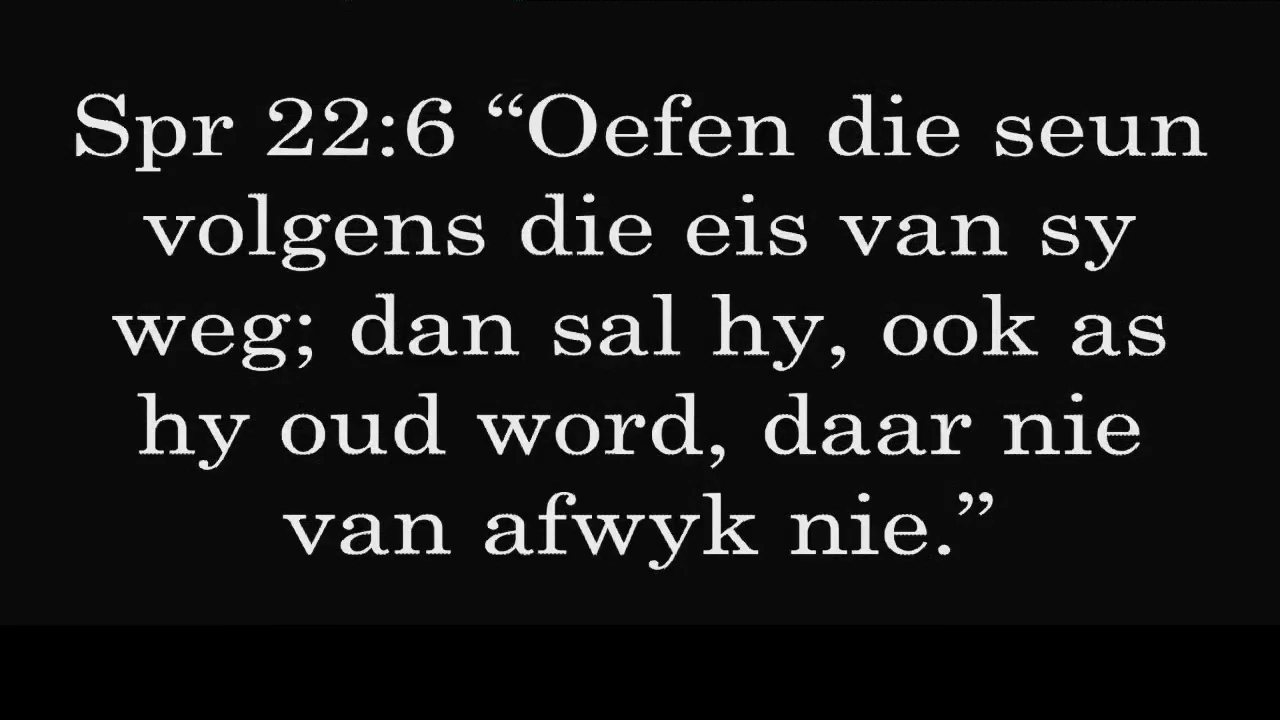 Spr 22:6 “Oefen die seun
volgens die eis van sy
weg; dan sal hy, ook as
hy oud word, daar nie
van afwyk nie.”